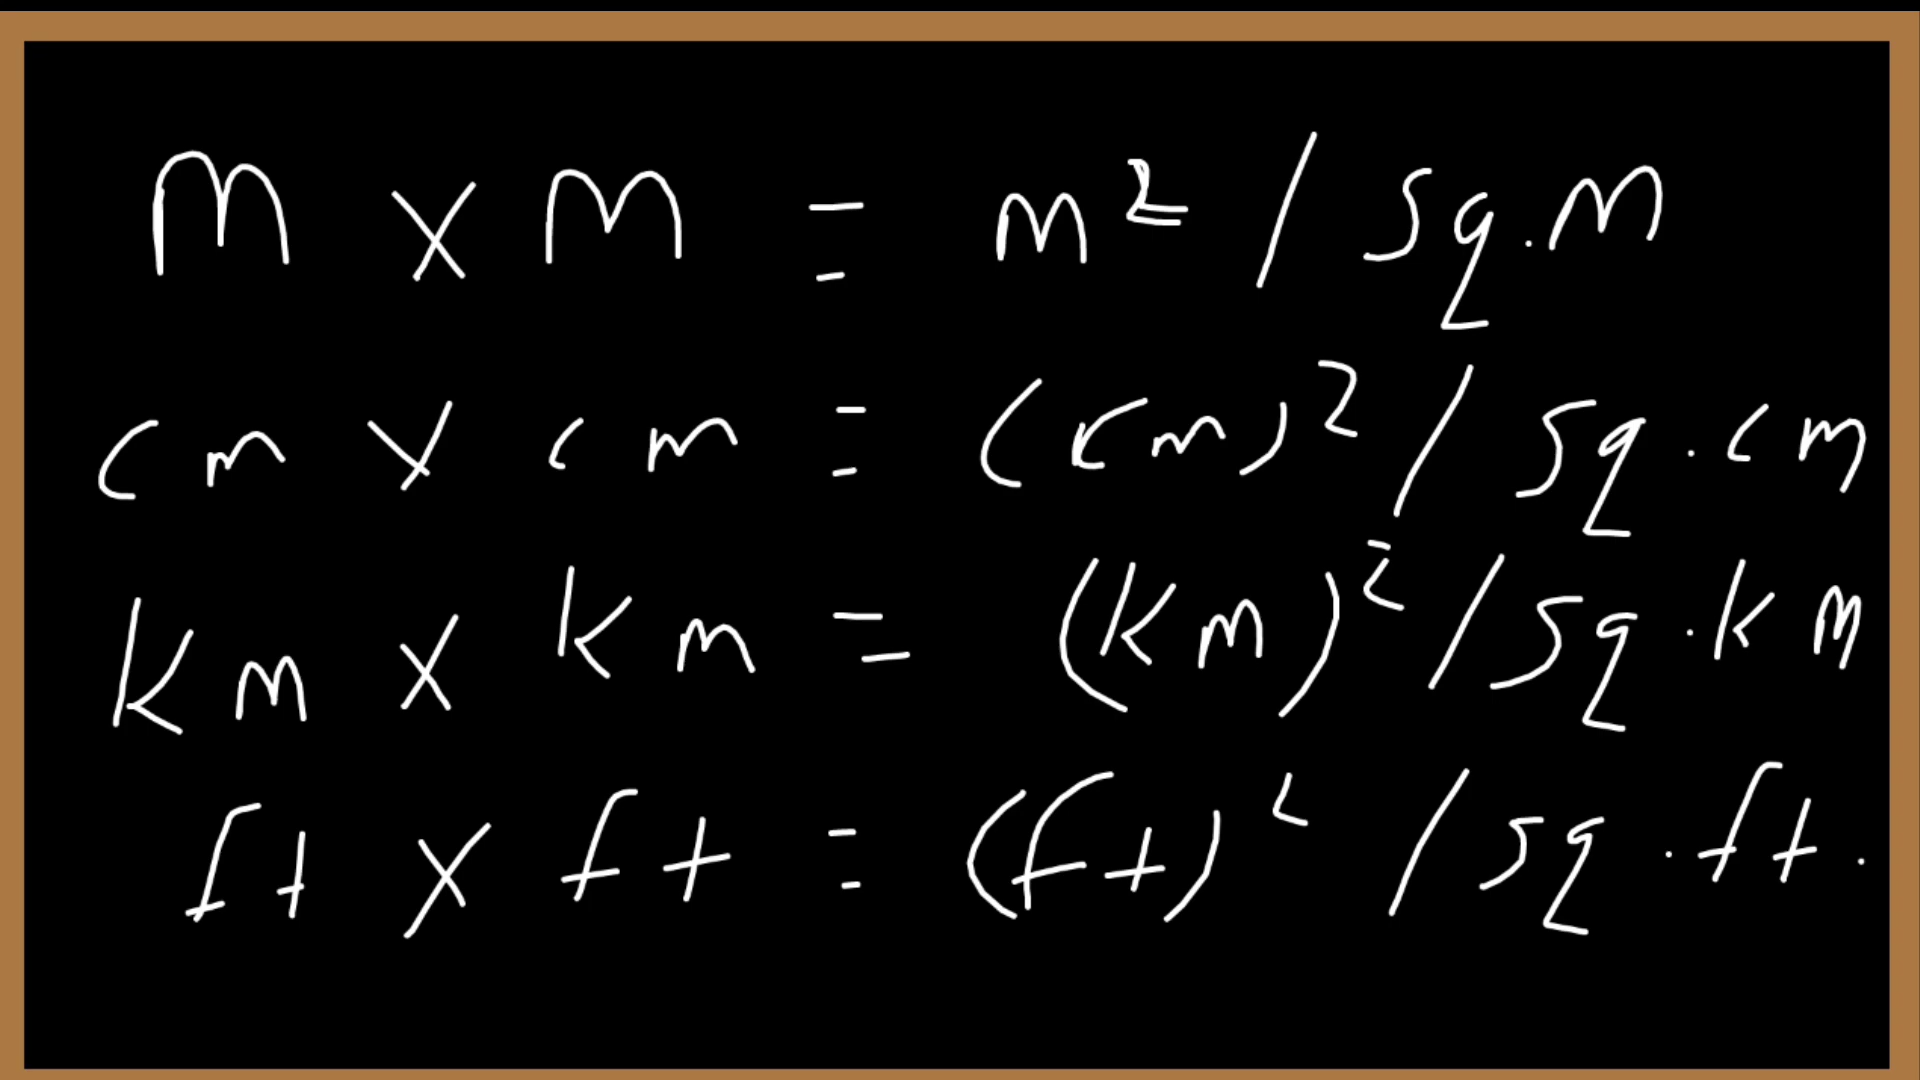 m x m = m² / sq.m
cm x cm = (cm)² / sq.cm
km x km = (km)² / sq.km
ft x ft = (ft)² / sq.ft.